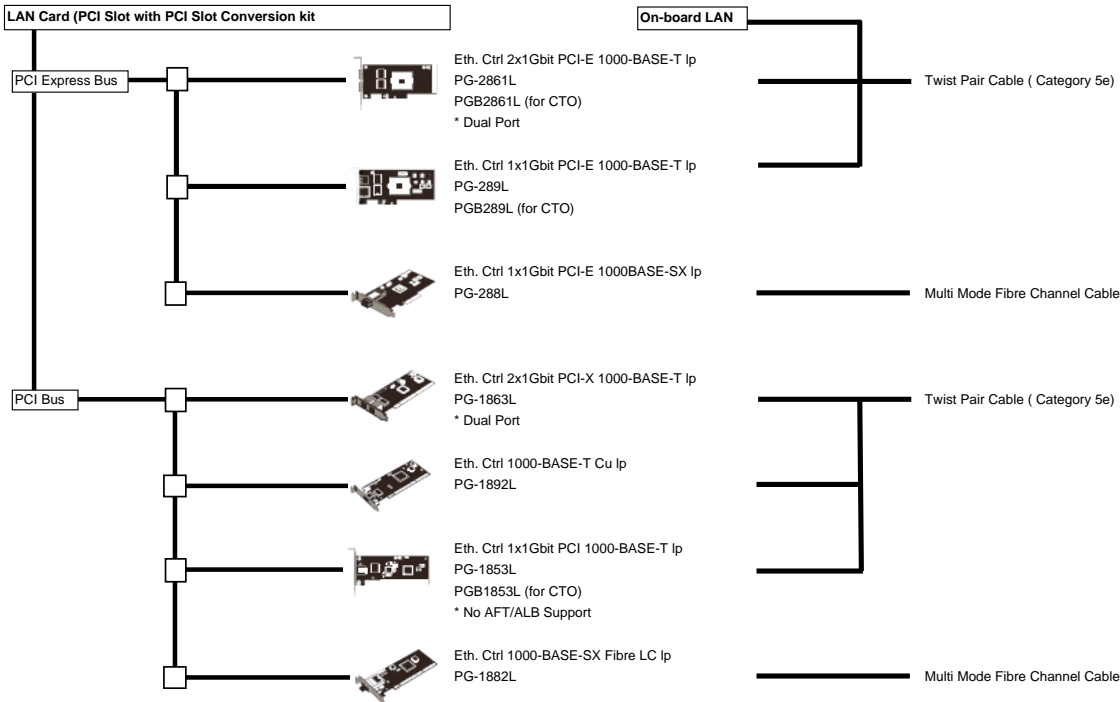 LAN Card (PCI Slot with PCI Slot Conversion kit
On-board LAN
PCI Express Bus
Eth. Ctrl 2x1Gbit PCI-E 1000-BASE-T lp
PG-2861L
PGB2861L (for CTO)
* Dual Port
Twist Pair Cable ( Category 5e)
Eth. Ctrl 1x1Gbit PCI-E 1000-BASE-T lp
PG-289L
PGB289L (for CTO)
Eth. Ctrl 1x1Gbit PCI-E 1000BASE-SX lp
PG-288L
Multi Mode Fibre Channel Cable
PCI Bus
Eth. Ctrl 2x1Gbit PCI-X 1000-BASE-T lp
PG-1863L
* Dual Port
Twist Pair Cable ( Category 5e)
Eth. Ctrl 1000-BASE-T Cu lp
PG-1892L
Eth. Ctrl 1x1Gbit PCI 1000-BASE-T lp
PG-1853L
PGB1853L (for CTO)
* No AFT/ALB Support
Eth. Ctrl 1000-BASE-SX Fibre LC lp
PG-1882L
Multi Mode Fibre Channel Cable